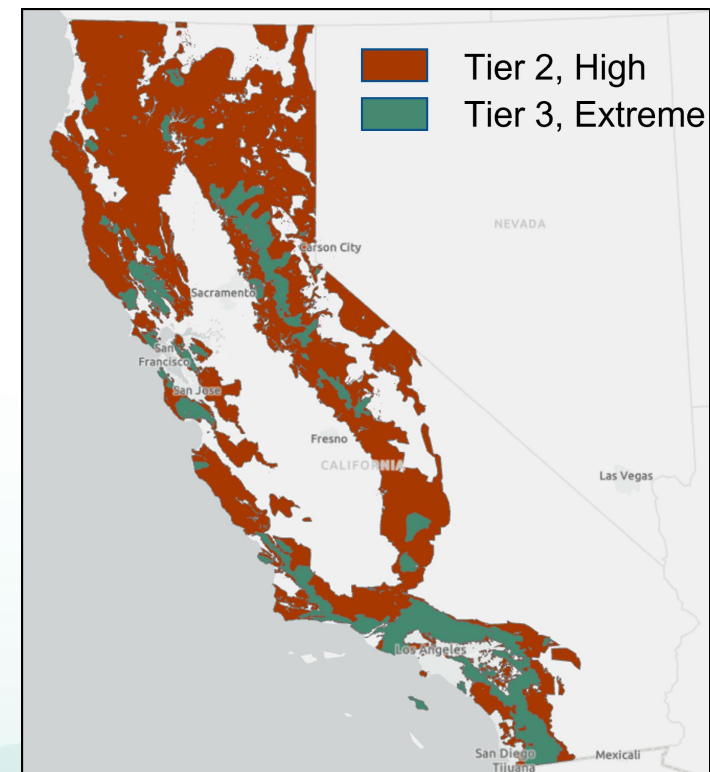 Tier 2, High
Tier 3, Extreme
NEVADA
Carson City
Sacramento
San
Francisco
San Jose
Fresno
CALIFORNIA
Las Vegas
Los Angeles
San Diego
Tijuana
Mexicali